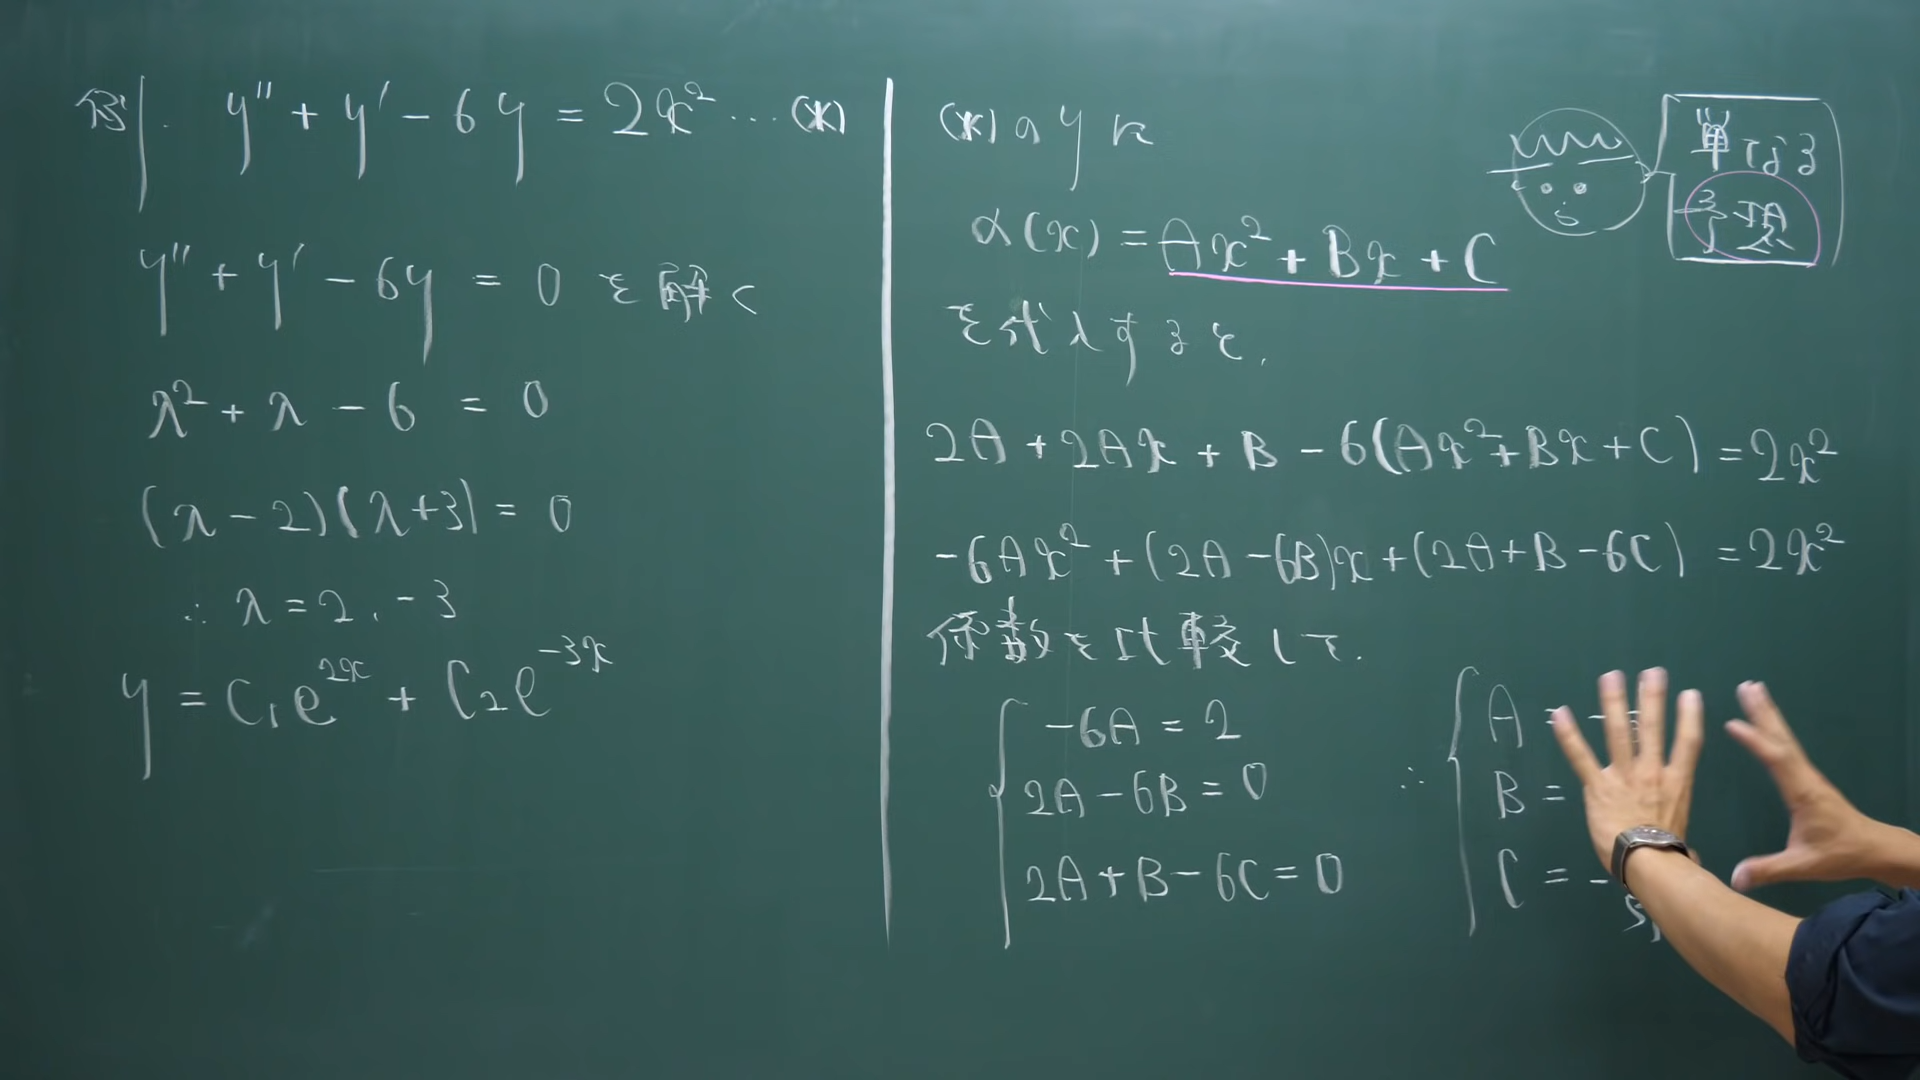 例. y'' + y' - 6y = 2x² … (*)
y'' + y' - 6y = 0 を解く
λ² + λ - 6 = 0
(λ - 2)(λ + 3) = 0
∴ λ = 2, -3
y = C₁e^{2x} + C₂e^{-3x}
(*)のyに
α(x) = Ax² + Bx + C
を代入すると,
2A + 2Ax + B - 6(Ax² + Bx + C) = 2x²
-6Ax² + (2A - 6B)x + (2A + B - 6C) = 2x²
係数を比較して,
-6A = 2
2A - 6B = 0
2A + B - 6C = 0
∴ A = -
B =
C = -
単なる
予想